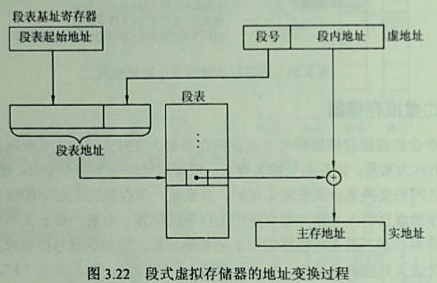 段表基址寄存器
段表起始地址
段号
段内地址
虚地址
段表
段表地址
主存地址
实地址
图 3.22 段式虚拟存储器的地址变换过程